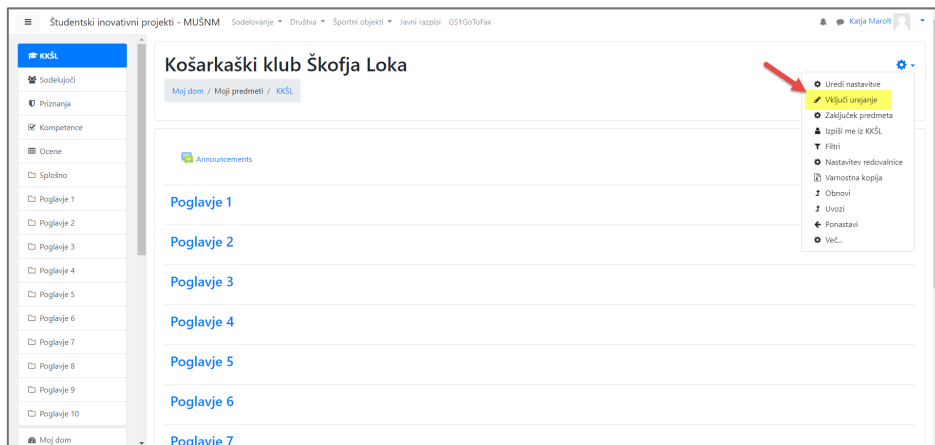 Študentski inovativni projekti - MUŠNM Sodelovanje Društva Športni objekti Javni razpisi GS1GoToFax Katja Marolt
KKŠL
Sodelujoči
Priznanja
Kompetence
Ocene
Splošno
Poglavje 1
Poglavje 2
Poglavje 3
Poglavje 4
Poglavje 5
Poglavje 6
Poglavje 7
Poglavje 8
Poglavje 9
Poglavje 10
Moj dom
Košarkaški klub Škofja Loka
Moj dom / Moji predmeti / KKŠL
Uredi nastavitve
Vključi urejanje
Zaključek predmeta
Izpiši me iz KKŠL
Filtri
Nastavitev redovalnice
Varnostna kopija
Obnovi
Uvozi
Ponastavi
Več...
Announcements
Poglavje 1
Poglavje 2
Poglavje 3
Poglavje 4
Poglavje 5
Poglavje 6
Poglavje 7